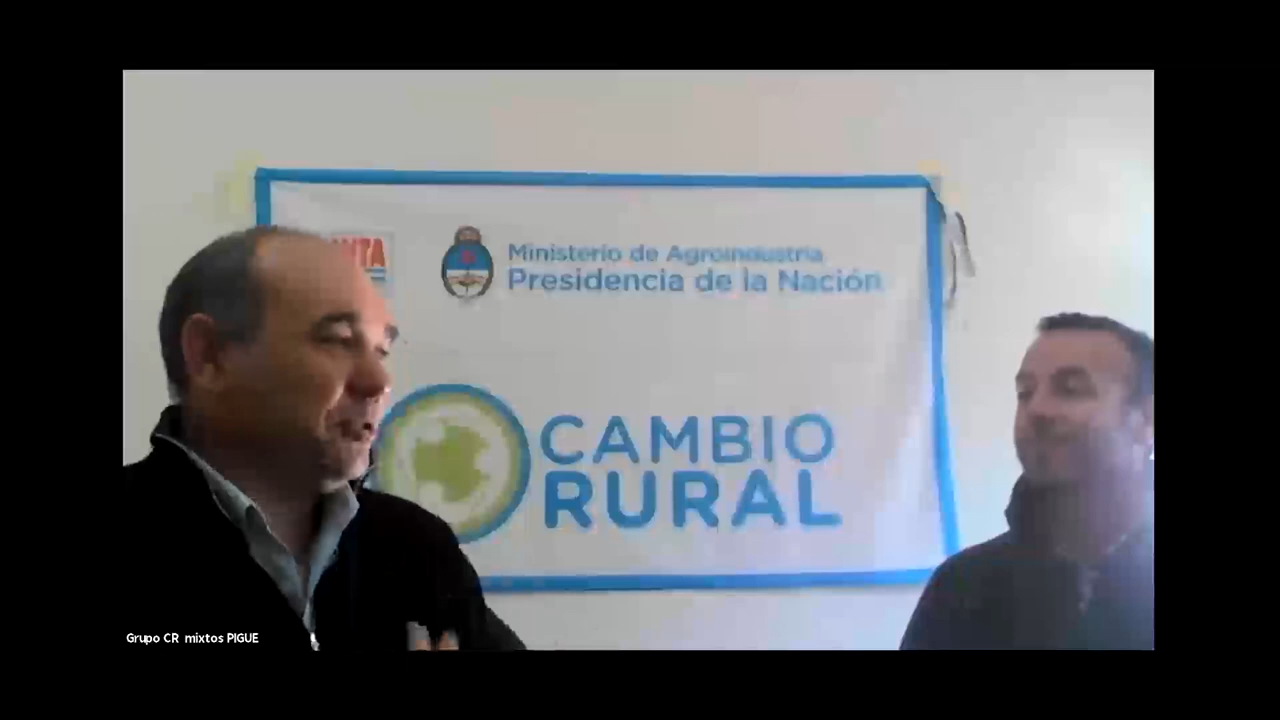 Ministerio de Agroindustria
Presidencia de la Nación
CAMBIO
RURAL
Grupo CR mixtos PIGUE